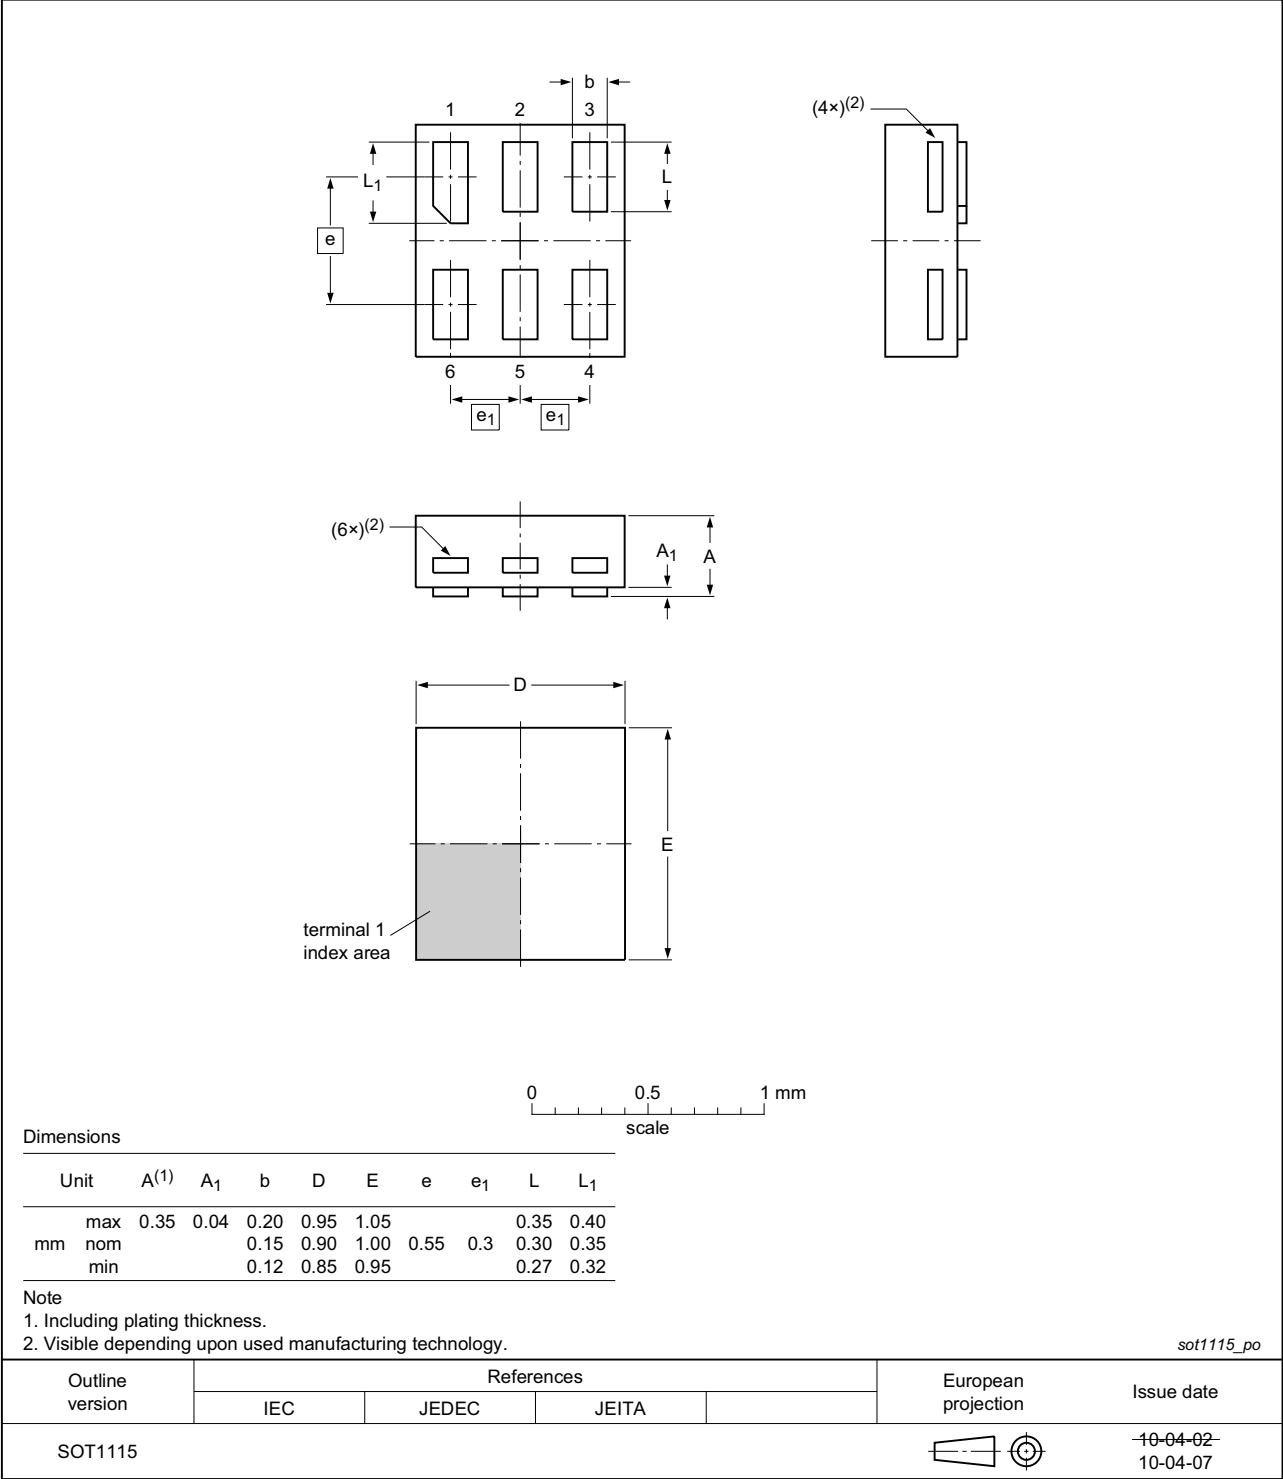 b
1 2 3
(4×)(2)
L1
L
e
6 5 4
e1 e1
(6×)(2)
A1
A
D
E
terminal 1
index area
0 0.5 1 mm
scale
Dimensions
Unit A(1) A1 b D E e e1 L L1
max 0.35 0.04 0.20 0.95 1.05 0.35 0.40
mm nom 0.15 0.90 1.00 0.55 0.3 0.30 0.35
min 0.12 0.85 0.95 0.27 0.32
Note
1. Including plating thickness.
2. Visible depending upon used manufacturing technology.
sot1115_po
Outline
version
References
IEC JEDEC JEITA
European
projection
Issue date
SOT1115
10-04-02
10-04-07